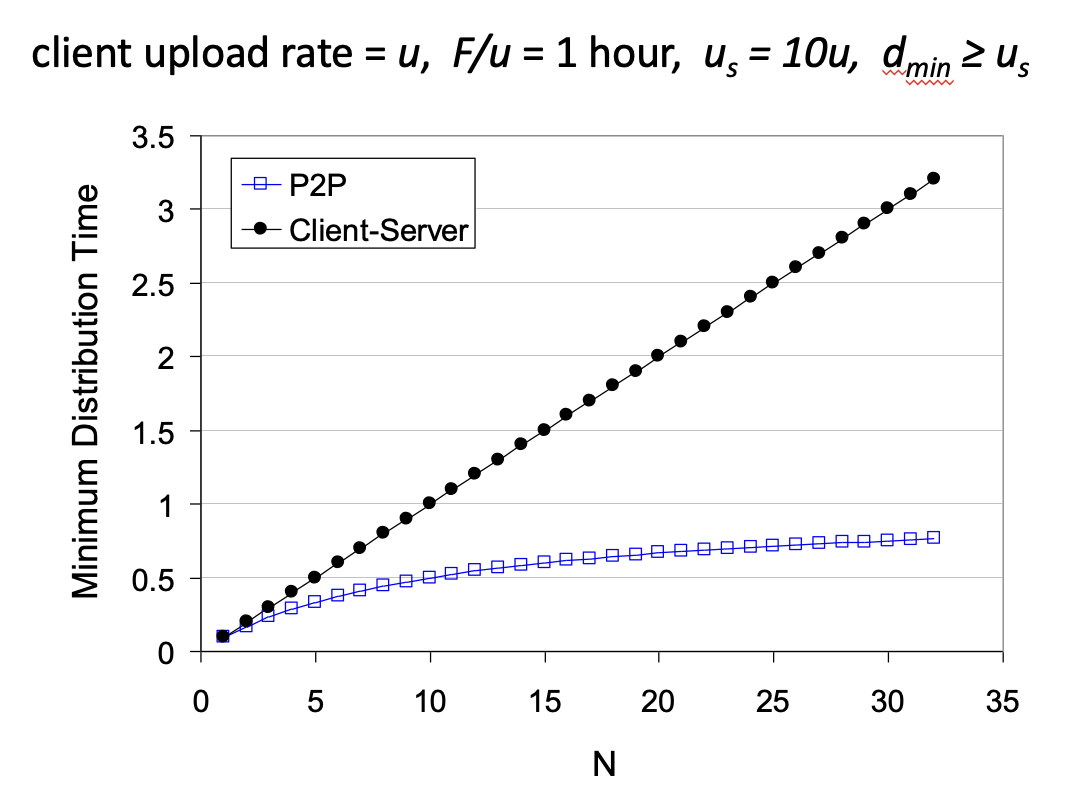 client upload rate = u, F/u = 1 hour, us = 10u, dmin ≥ us
3.5
3
2.5
2
1.5
1
0.5
0
Minimum Distribution Time
P2P
Client-Server
0 5 10 15 20 25 30 35
N